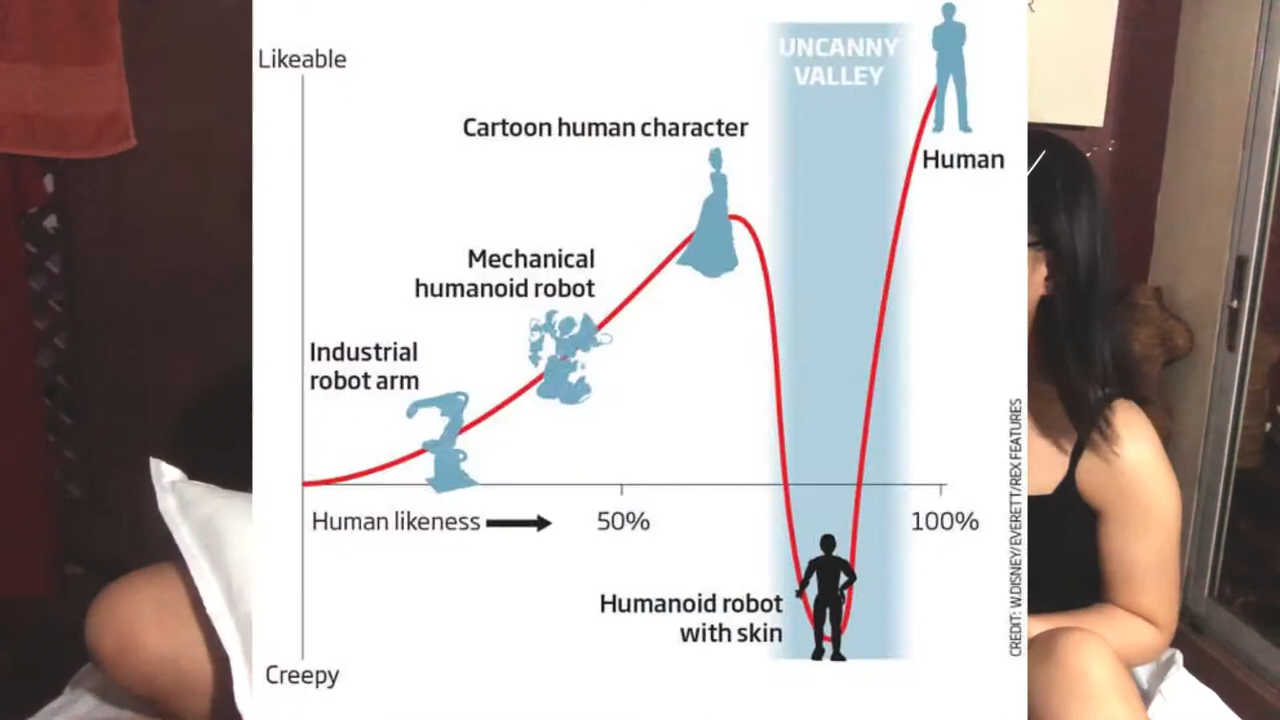 Likeable
UNCANNY
VALLEY
Cartoon human character
Human
Mechanical
humanoid robot
Industrial
robot arm
Human likeness
50%
100%
Humanoid robot
with skin
Creepy
CREDIT: W.DISNEY/EVERETT/REX FEATURES
R